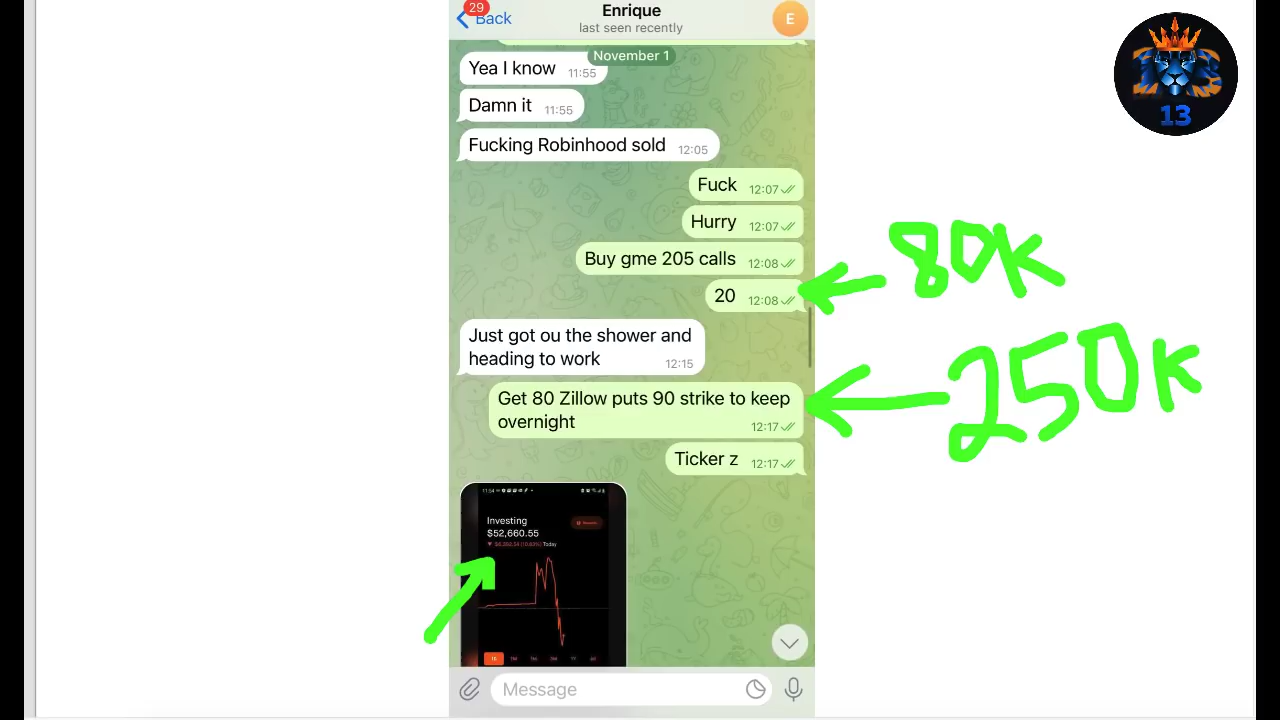 29
Back
Enrique
last seen recently
E
13
November 1
Yea I know 11:55
Damn it 11:55
Fucking Robinhood sold 12:05
Fuck 12:07
Hurry 12:07
Buy gme 205 calls 12:08
20 12:08
80k
Just got ou the shower and
heading to work 12:15
250k
Get 80 Zillow puts 90 strike to keep
overnight 12:17
Ticker z 12:17
11:54
Investing
$52,660.55
Today
Message